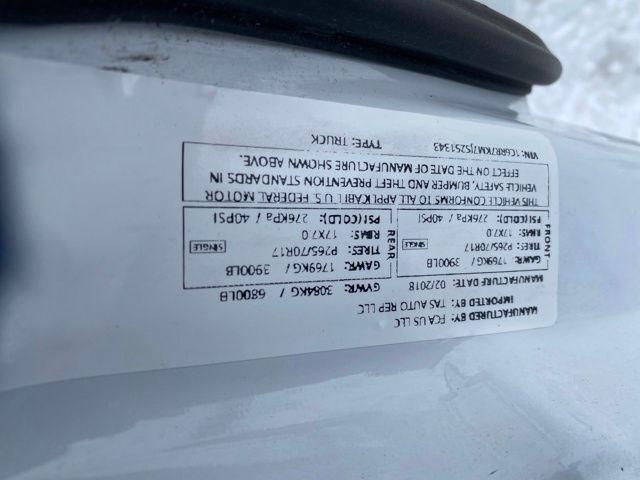 MANUFACTURED BY: FCA US LLC
IMPORTED BY: TAS AUTO REP LLC
MANUFACTURE DATE: 02/2018 GVWR: 3084KG / 6800LB
FRONT
GAWR: 1769KG / 3900LB
TIRES: P265/70R17 SINGLE
RIMS: 17X7.0
PSI(COLD): 276KPa / 40PSI
REAR
GAWR: 1769KG / 3900LB
TIRES: P265/70R17 SINGLE
RIMS: 17X7.0
PSI(COLD): 276KPa / 40PSI
THIS VEHICLE CONFORMS TO ALL APPLICABLE U.S. FEDERAL MOTOR
VEHICLE SAFETY, BUMPER AND THEFT PREVENTION STANDARDS IN
EFFECT ON THE DATE OF MANUFACTURE SHOWN ABOVE.
VIN: 1C6RR7KM7JS251343 TYPE: TRUCK